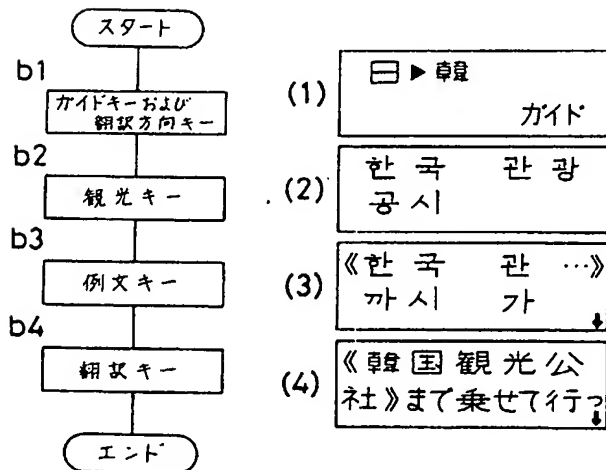 スタート
b1
ガイドキーおよび
翻訳方向キー
b2
観光キー
b3
例文キー
b4
翻訳キー
エンド
(1)
日▶韓
ガイド
(2)
한국 관광
공시
(3)
《한국 관…》
까시 가
↓
(4)
《韓国観光公
社》まで乗せて行っ
↓